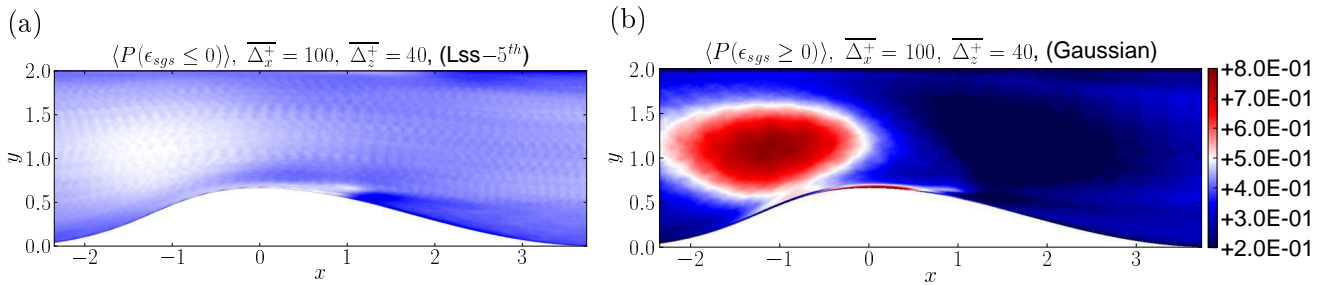 (a)
⟨P(ϵ_sgs ≤ 0)⟩, Δ̅_x^+ = 100, Δ̅_z^+ = 40, (Lss−5^th)
2.0
1.5
1.0
0.5
0.0
y
−2 −1 0 1 2 3
x
(b)
⟨P(ϵ_sgs ≥ 0)⟩, Δ̅_x^+ = 100, Δ̅_z^+ = 40, (Gaussian)
2.0
1.5
1.0
0.5
0.0
y
−2 −1 0 1 2 3
x
+8.0E-01
+7.0E-01
+6.0E-01
+5.0E-01
+4.0E-01
+3.0E-01
+2.0E-01